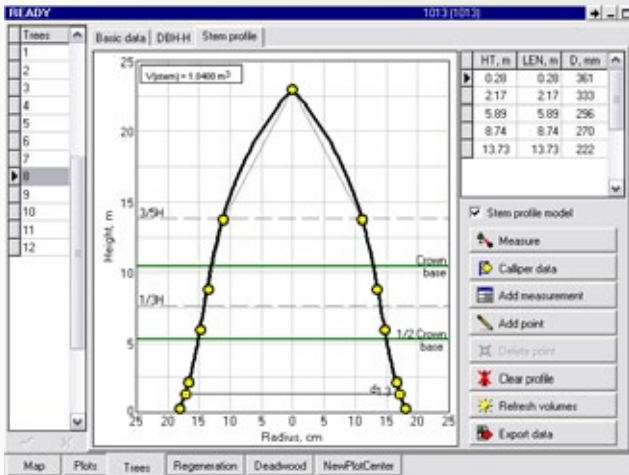 READY 1013 (1013)
Trees
1
2
3
4
5
6
7
8
9
10
11
12
Basic data DBH-H Stem profile
V(stem) = 1.0400 m3
25
20
15
10
5
0
Height, m
3/5H
Crown base
1/3H
1/2 Crown base
25 20 15 10 5 0 5 10 15 20 25
Radius, cm
HT, m LEN, m D, mm
0.28 0.28 361
2.17 2.17 333
5.89 5.89 296
8.74 8.74 270
13.73 13.73 222
Stem profile model
Measure
Calliper data
Add measurement
Add point
Delete point
Clear profile
Refresh volumes
Export data
Map Plots Trees Regeneration Deadwood NewPlotCenter